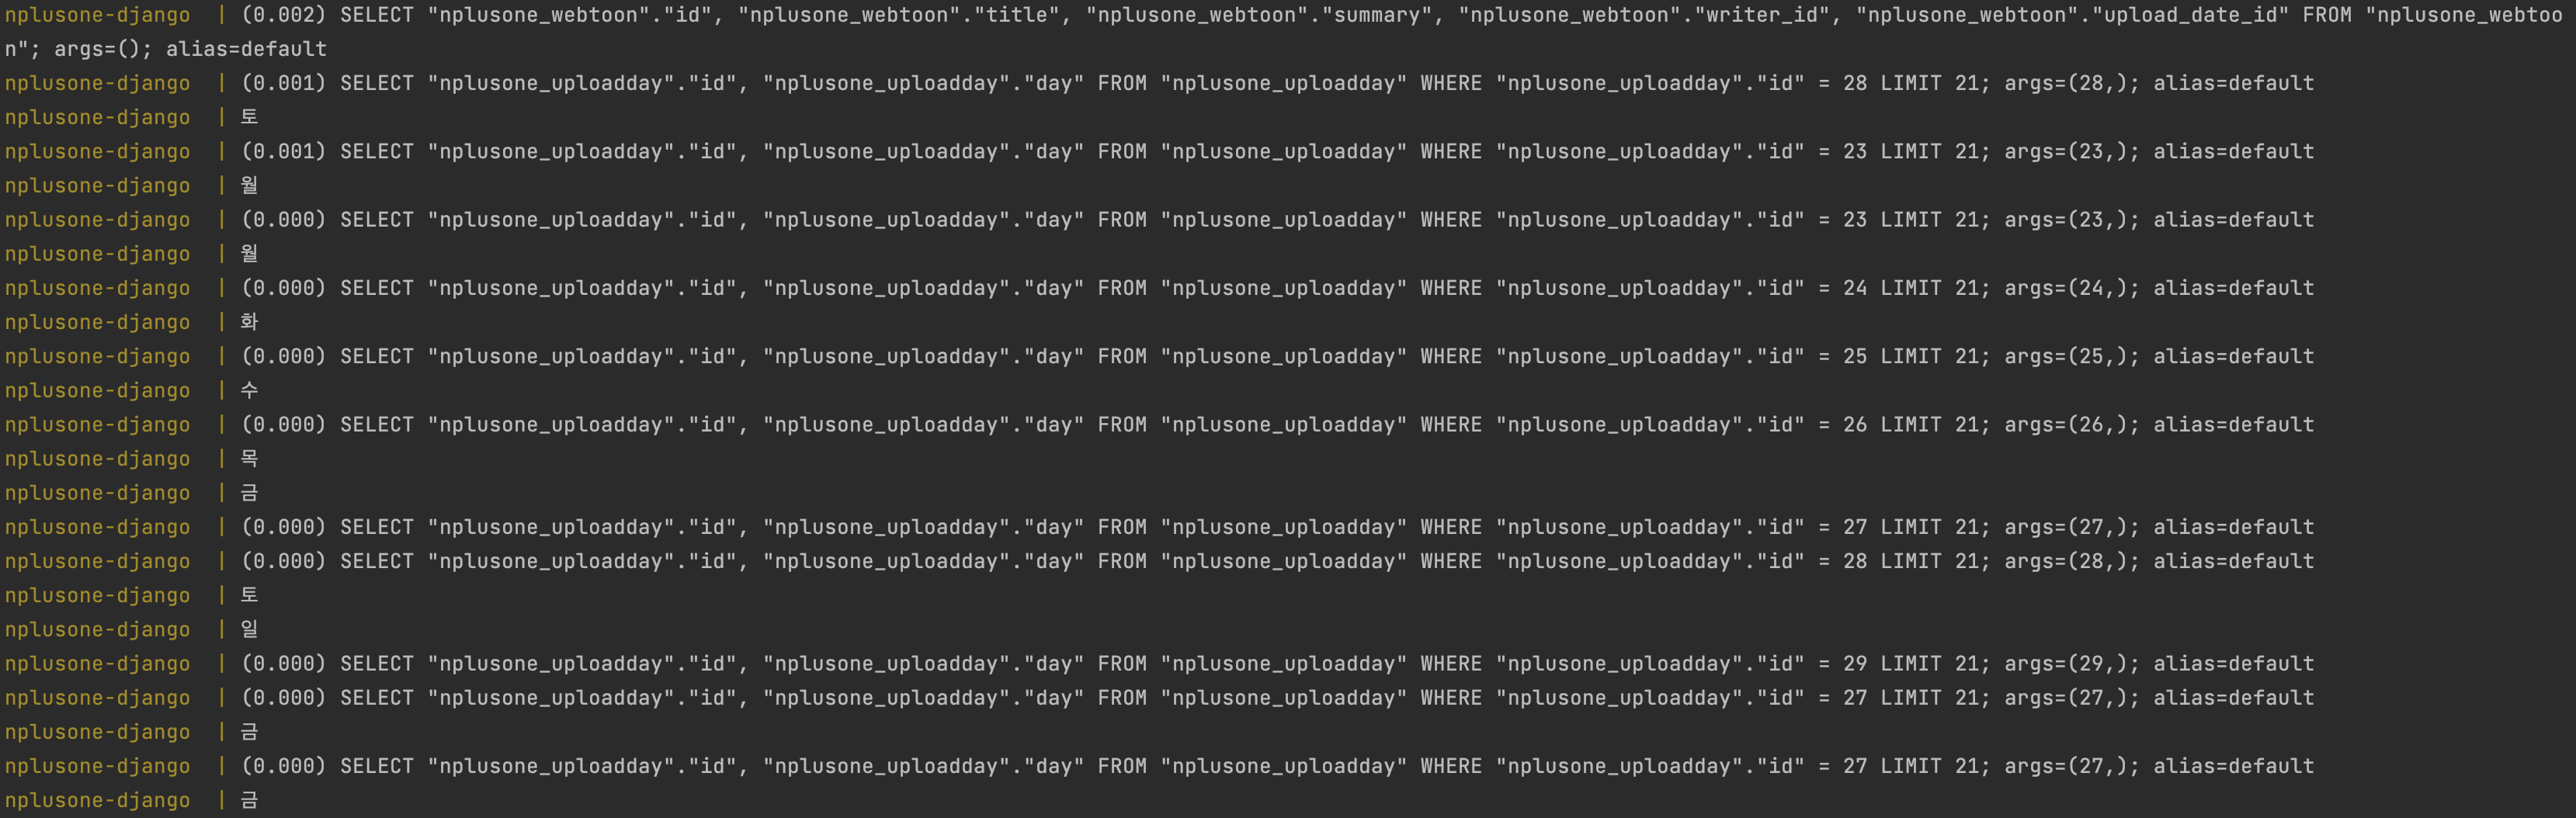 nplusone-django  | (0.002) SELECT "nplusone_webtoon"."id", "nplusone_webtoon"."title", "nplusone_webtoon"."summary", "nplusone_webtoon"."writer_id", "nplusone_webtoon"."upload_date_id" FROM "nplusone_webtoo
n"; args=(); alias=default
nplusone-django  | (0.001) SELECT "nplusone_uploadday"."id", "nplusone_uploadday"."day" FROM "nplusone_uploadday" WHERE "nplusone_uploadday"."id" = 28 LIMIT 21; args=(28,); alias=default
nplusone-django  | 토
nplusone-django  | (0.001) SELECT "nplusone_uploadday"."id", "nplusone_uploadday"."day" FROM "nplusone_uploadday" WHERE "nplusone_uploadday"."id" = 23 LIMIT 21; args=(23,); alias=default
nplusone-django  | 월
nplusone-django  | (0.000) SELECT "nplusone_uploadday"."id", "nplusone_uploadday"."day" FROM "nplusone_uploadday" WHERE "nplusone_uploadday"."id" = 23 LIMIT 21; args=(23,); alias=default
nplusone-django  | 월
nplusone-django  | (0.000) SELECT "nplusone_uploadday"."id", "nplusone_uploadday"."day" FROM "nplusone_uploadday" WHERE "nplusone_uploadday"."id" = 24 LIMIT 21; args=(24,); alias=default
nplusone-django  | 화
nplusone-django  | (0.000) SELECT "nplusone_uploadday"."id", "nplusone_uploadday"."day" FROM "nplusone_uploadday" WHERE "nplusone_uploadday"."id" = 25 LIMIT 21; args=(25,); alias=default
nplusone-django  | 수
nplusone-django  | (0.000) SELECT "nplusone_uploadday"."id", "nplusone_uploadday"."day" FROM "nplusone_uploadday" WHERE "nplusone_uploadday"."id" = 26 LIMIT 21; args=(26,); alias=default
nplusone-django  | 목
nplusone-django  | 금
nplusone-django  | (0.000) SELECT "nplusone_uploadday"."id", "nplusone_uploadday"."day" FROM "nplusone_uploadday" WHERE "nplusone_uploadday"."id" = 27 LIMIT 21; args=(27,); alias=default
nplusone-django  | (0.000) SELECT "nplusone_uploadday"."id", "nplusone_uploadday"."day" FROM "nplusone_uploadday" WHERE "nplusone_uploadday"."id" = 28 LIMIT 21; args=(28,); alias=default
nplusone-django  | 토
nplusone-django  | 일
nplusone-django  | (0.000) SELECT "nplusone_uploadday"."id", "nplusone_uploadday"."day" FROM "nplusone_uploadday" WHERE "nplusone_uploadday"."id" = 29 LIMIT 21; args=(29,); alias=default
nplusone-django  | (0.000) SELECT "nplusone_uploadday"."id", "nplusone_uploadday"."day" FROM "nplusone_uploadday" WHERE "nplusone_uploadday"."id" = 27 LIMIT 21; args=(27,); alias=default
nplusone-django  | 금
nplusone-django  | (0.000) SELECT "nplusone_uploadday"."id", "nplusone_uploadday"."day" FROM "nplusone_uploadday" WHERE "nplusone_uploadday"."id" = 27 LIMIT 21; args=(27,); alias=default
nplusone-django  | 금